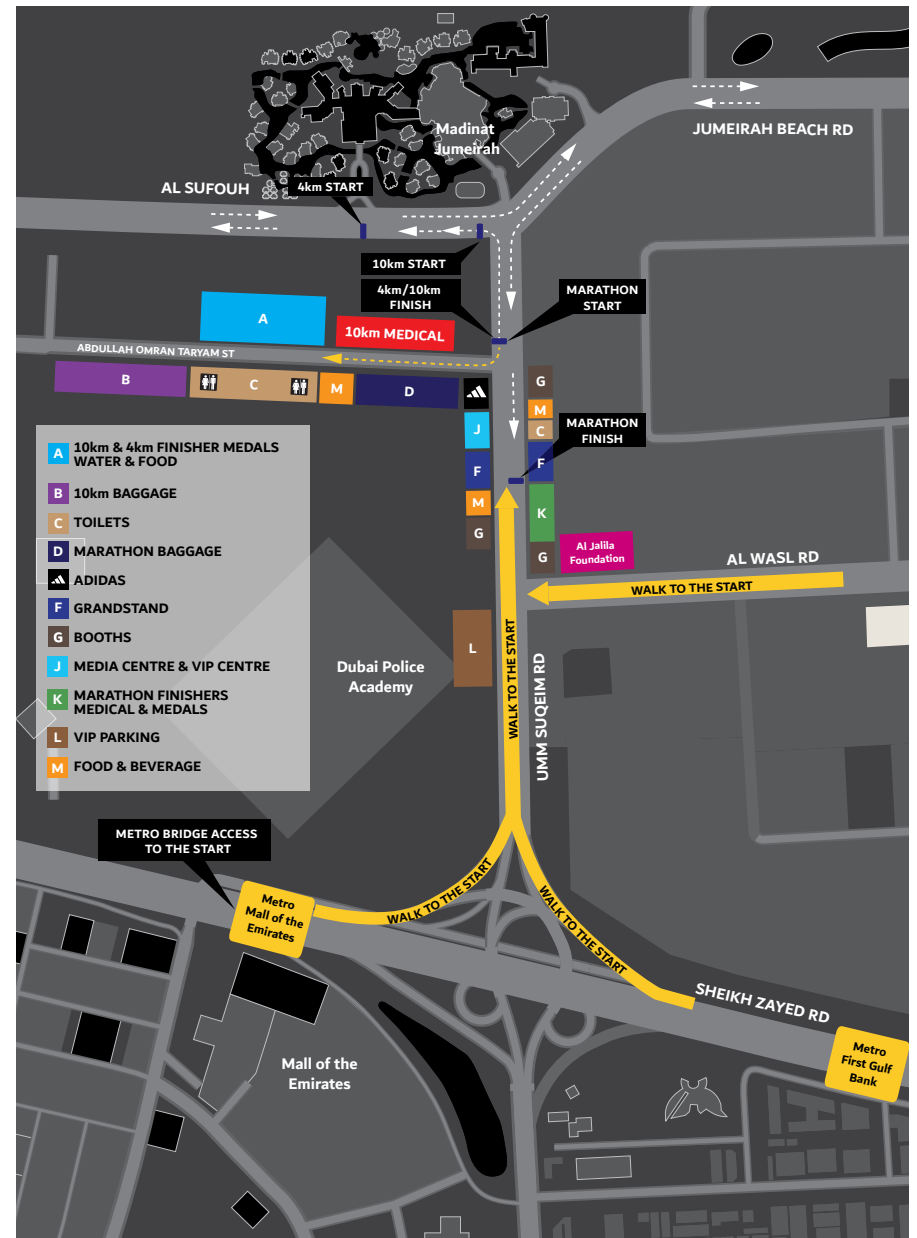 Madinat
Jumeirah
JUMEIRAH BEACH RD
AL SUFOUH
4km START
10km START
4km/10km
FINISH
MARATHON
START
A
10km MEDICAL
ABDULLAH OMRAN TARYAM ST
B
C
M
D
G
M
C
J
MARATHON
FINISH
F
F
M
K
G
G
Al Jalila
Foundation
AL WASL RD
WALK TO THE START
A 10km & 4km FINISHER MEDALS
WATER & FOOD
B 10km BAGGAGE
C TOILETS
D MARATHON BAGGAGE
ADIDAS
F GRANDSTAND
G BOOTHS
J MEDIA CENTRE & VIP CENTRE
K MARATHON FINISHERS
MEDICAL & MEDALS
L VIP PARKING
M FOOD & BEVERAGE
L
Dubai Police
Academy
WALK TO THE START
UMM SUQEIM RD
METRO BRIDGE ACCESS
TO THE START
Metro
Mall of the
Emirates
WALK TO THE START
WALK TO THE START
SHEIKH ZAYED RD
Metro
First Gulf
Bank
Mall of the
Emirates